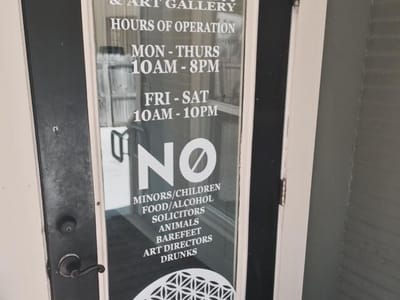 & ART GALLERY
HOURS OF OPERATION
MON - THURS
10AM - 8PM
FRI - SAT
10AM - 10PM
NO
MINORS/CHILDREN
FOOD/ALCOHOL
SOLICITORS
ANIMALS
BAREFEET
ART DIRECTORS
DRUNKS